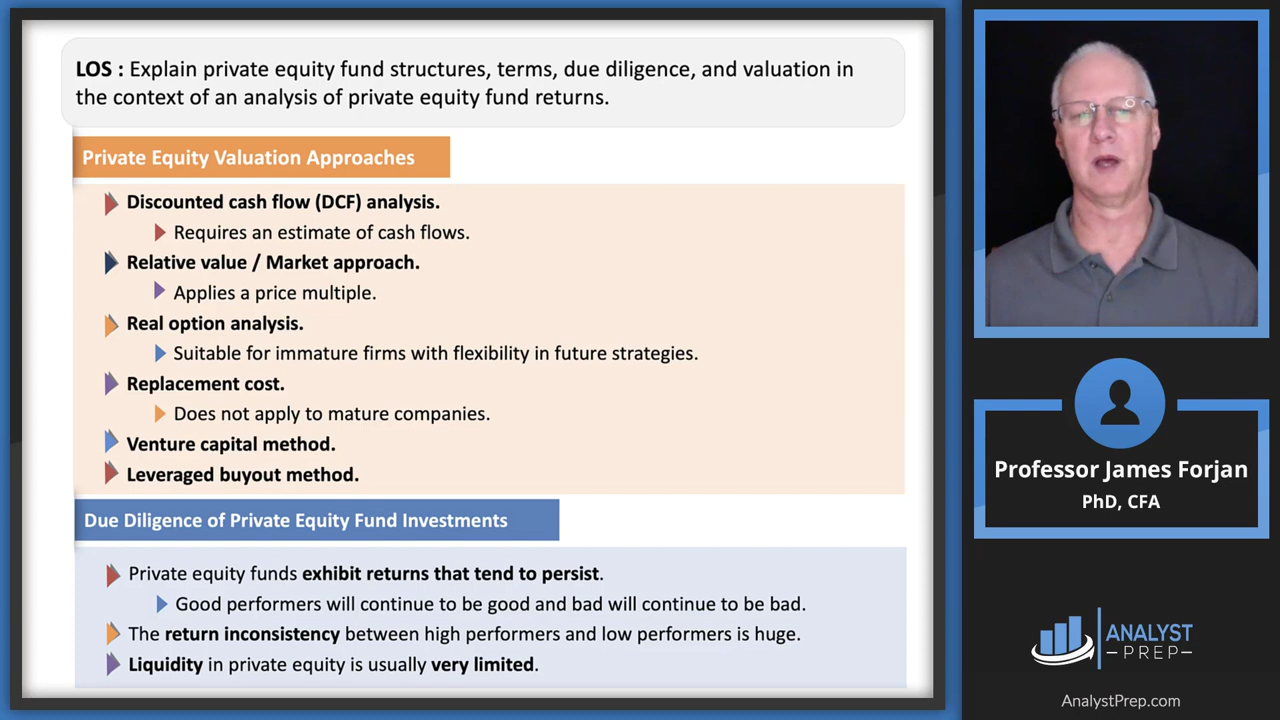 LOS : Explain private equity fund structures, terms, due diligence, and valuation in
the context of an analysis of private equity fund returns.
Private Equity Valuation Approaches
Discounted cash flow (DCF) analysis.
Requires an estimate of cash flows.
Relative value / Market approach.
Applies a price multiple.
Real option analysis.
Suitable for immature firms with flexibility in future strategies.
Replacement cost.
Does not apply to mature companies.
Venture capital method.
Leveraged buyout method.
Due Diligence of Private Equity Fund Investments
Private equity funds exhibit returns that tend to persist.
Good performers will continue to be good and bad will continue to be bad.
The return inconsistency between high performers and low performers is huge.
Liquidity in private equity is usually very limited.
Professor James Forjan
PhD, CFA
ANALYST
PREP
AnalystPrep.com